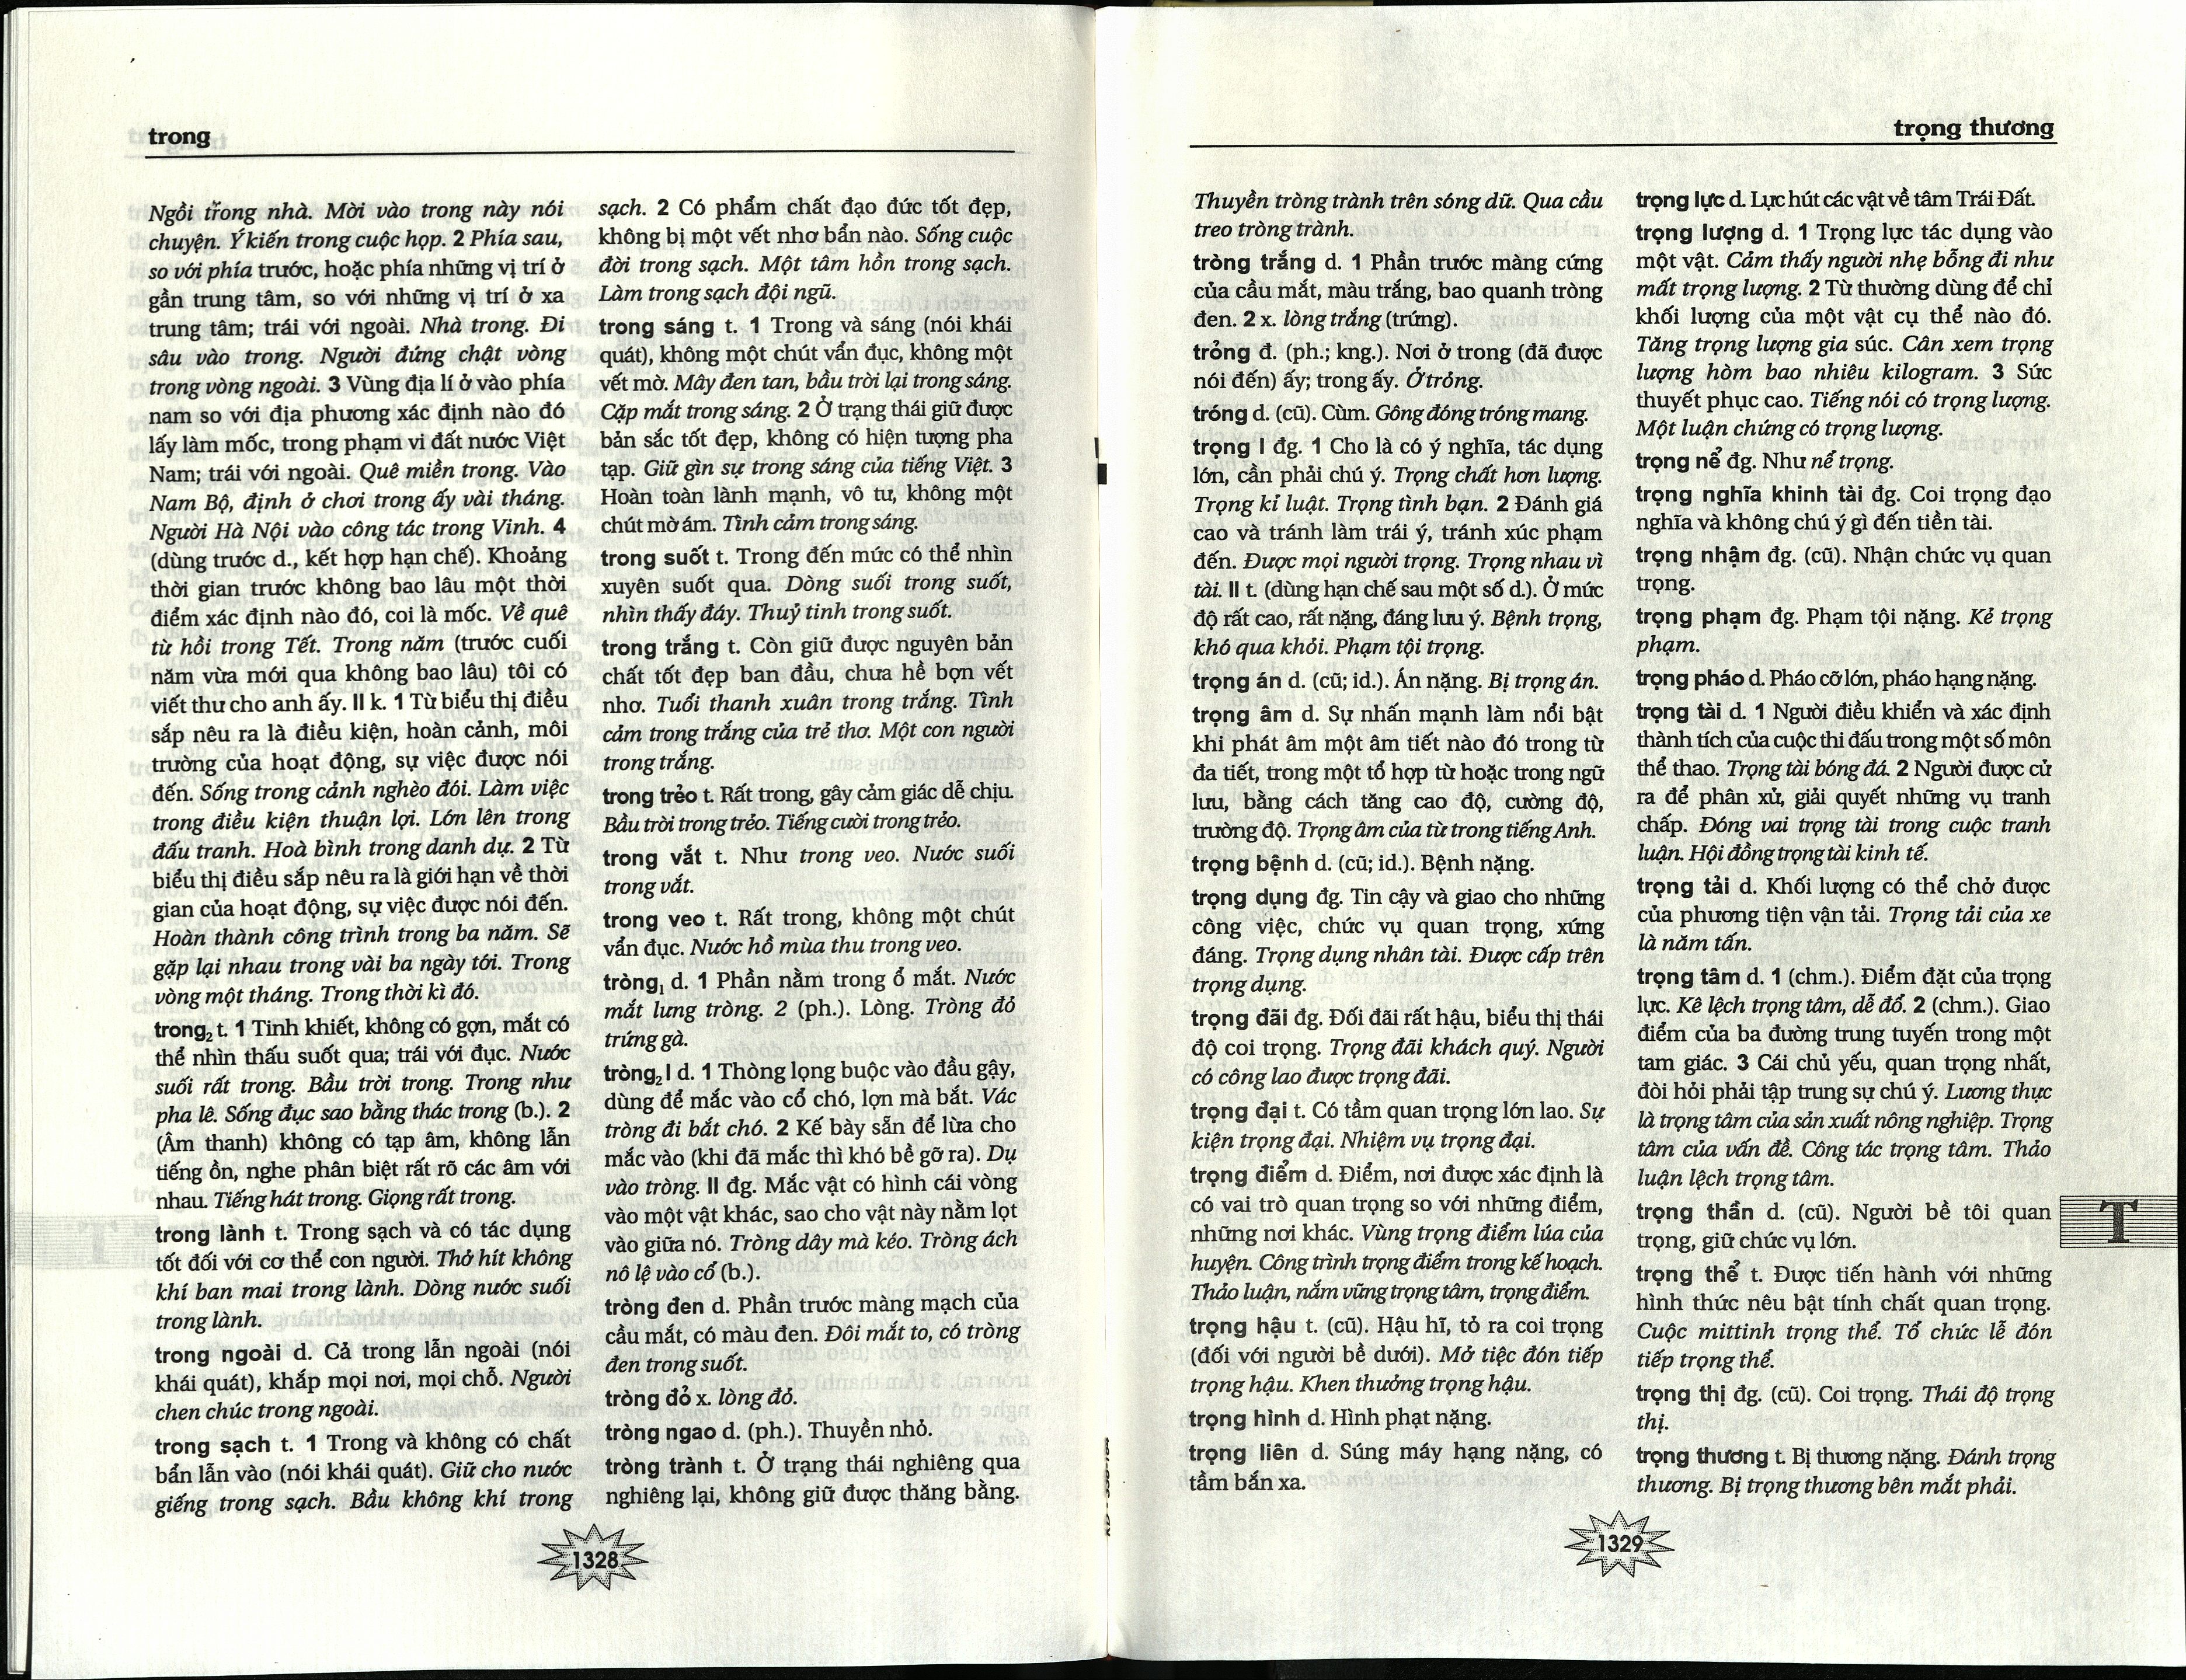 trong
Ngồi trong nhà. Mời vào trong này nói
chuyện. Ý kiến trong cuộc họp. 2 Phía sau,
so với phía trước, hoặc phía những vị trí ở
gần trung tâm, so với những vị trí ở xa
trung tâm; trái với ngoài. Nhà trong. Đi
sâu vào trong. Người đứng chật vòng
trong vòng ngoài. 3 Vùng địa lí ở vào phía
nam so với địa phương xác định nào đó
lấy làm mốc, trong phạm vi đất nước Việt
Nam; trái với ngoài. Quê miền trong. Vào
Nam Bộ, định ở chơi trong ấy vài tháng.
Người Hà Nội vào công tác trong Vinh. 4
(dùng trước d., kết hợp hạn chế). Khoảng
thời gian trước không bao lâu một thời
điểm xác định nào đó, coi là mốc. Về quê
từ hồi trong Tết. Trong năm (trước cuối
năm vừa mới qua không bao lâu) tôi có
viết thư cho anh ấy. II k. 1 Từ biểu thị điều
sắp nêu ra là điều kiện, hoàn cảnh, môi
trường của hoạt động, sự việc được nói
đến. Sống trong cảnh nghèo đói. Làm việc
trong điều kiện thuận lợi. Lớn lên trong
đấu tranh. Hoà bình trong danh dự. 2 Từ
biểu thị điều sắp nêu ra là giới hạn về thời
gian của hoạt động, sự việc được nói đến.
Hoàn thành công trình trong ba năm. Sẽ
gặp lại nhau trong vài ba ngày tới. Trong
vòng một tháng. Trong thời kì đó.
trong₂ t. 1 Tinh khiết, không có gợn, mắt có
thể nhìn thấu suốt qua; trái với đục. Nước
suối rất trong. Bầu trời trong. Trong như
pha lê. Sống đục sao bằng thác trong (b.). 2
(Âm thanh) không có tạp âm, không lẫn
tiếng ồn, nghe phân biệt rất rõ các âm với
nhau. Tiếng hát trong. Giọng rất trong.
trong lành t. Trong sạch và có tác dụng
tốt đối với cơ thể con người. Thở hít không
khí ban mai trong lành. Dòng nước suối
trong lành.
trong ngoài d. Cả trong lẫn ngoài (nói
khái quát), khắp mọi nơi, mọi chỗ. Người
chen chúc trong ngoài.
trong sạch t. 1 Trong và không có chất
bẩn lẫn vào (nói khái quát). Giữ cho nước
giếng trong sạch. Bầu không khí trong
sạch. 2 Có phẩm chất đạo đức tốt đẹp,
không bị một vết nhơ bẩn nào. Sống cuộc
đời trong sạch. Một tâm hồn trong sạch.
Làm trong sạch đội ngũ.
trong sáng t. 1 Trong và sáng (nói khái
quát), không một chút vẩn đục, không một
vết mờ. Mây đen tan, bầu trời lại trong sáng.
Cặp mắt trong sáng. 2 Ở trạng thái giữ được
bản sắc tốt đẹp, không có hiện tượng pha
tạp. Giữ gìn sự trong sáng của tiếng Việt. 3
Hoàn toàn lành mạnh, vô tư, không một
chút mờ ám. Tình cảm trong sáng.
trong suốt t. Trong đến mức có thể nhìn
xuyên suốt qua. Dòng suối trong suốt,
nhìn thấy đáy. Thuỷ tinh trong suốt.
trong trắng t. Còn giữ được nguyên bản
chất tốt đẹp ban đầu, chưa hề bợn vết
nhơ. Tuổi thanh xuân trong trắng. Tình
cảm trong trắng của trẻ thơ. Một con người
trong trắng.
trong trẻo t. Rất trong, gây cảm giác dễ chịu.
Bầu trời trong trẻo. Tiếng cười trong trẻo.
trong vắt t. Như trong veo. Nước suối
trong vắt.
trong veo t. Rất trong, không một chút
vẩn đục. Nước hồ mùa thu trong veo.
tròng₁ d. 1 Phần nằm trong ổ mắt. Nước
mắt lưng tròng. 2 (ph.). Lòng. Tròng đỏ
trứng gà.
tròng₂ I d. 1 Thòng lọng buộc vào đầu gậy,
dùng để mắc vào cổ chó, lợn mà bắt. Vác
tròng đi bắt chó. 2 Kế bày sẵn để lừa cho
mắc vào (khi đã mắc thì khó bề gỡ ra). Dụ
vào tròng. II đg. Mắc vật có hình cái vòng
vào một vật khác, sao cho vật này nằm lọt
vào giữa nó. Tròng dây mà kéo. Tròng ách
nô lệ vào cổ (b.).
tròng đen d. Phần trước màng mạch của
cầu mắt, có màu đen. Đôi mắt to, có tròng
đen trong suốt.
tròng đỏ x. lòng đỏ.
tròng ngao d. (ph.). Thuyền nhỏ.
tròng trành t. Ở trạng thái nghiêng qua
nghiêng lại, không giữ được thăng bằng.
1328
trọng thương
Thuyền tròng trành trên sóng dữ. Qua cầu
treo tròng trành.
tròng trắng d. 1 Phần trước màng cứng
của cầu mắt, màu trắng, bao quanh tròng
đen. 2 x. lòng trắng (trứng).
trỏng đ. (ph.; kng.). Nơi ở trong (đã được
nói đến) ấy; trong ấy. Ở trỏng.
tróng d. (cũ). Cùm. Gông đóng tróng mang.
trọng I đg. 1 Cho là có ý nghĩa, tác dụng
lớn, cần phải chú ý. Trọng chất hơn lượng.
Trọng kỉ luật. Trọng tình bạn. 2 Đánh giá
cao và tránh làm trái ý, tránh xúc phạm
đến. Được mọi người trọng. Trọng nhau vì
tài. II t. (dùng hạn chế sau một số d.). Ở mức
độ rất cao, rất nặng, đáng lưu ý. Bệnh trọng,
khó qua khỏi. Phạm tội trọng.
trọng án d. (cũ; id.). Án nặng. Bị trọng án.
trọng âm d. Sự nhấn mạnh làm nổi bật
khi phát âm một âm tiết nào đó trong từ
đa tiết, trong một tổ hợp từ hoặc trong ngữ
lưu, bằng cách tăng cao độ, cường độ,
trường độ. Trọng âm của từ trong tiếng Anh.
trọng bệnh d. (cũ; id.). Bệnh nặng.
trọng dụng đg. Tin cậy và giao cho những
công việc, chức vụ quan trọng, xứng
đáng. Trọng dụng nhân tài. Được cấp trên
trọng dụng.
trọng đãi đg. Đối đãi rất hậu, biểu thị thái
độ coi trọng. Trọng đãi khách quý. Người
có công lao được trọng đãi.
trọng đại t. Có tầm quan trọng lớn lao. Sự
kiện trọng đại. Nhiệm vụ trọng đại.
trọng điểm d. Điểm, nơi được xác định là
có vai trò quan trọng so với những điểm,
những nơi khác. Vùng trọng điểm lúa của
huyện. Công trình trọng điểm trong kế hoạch.
Thảo luận, nắm vững trọng tâm, trọng điểm.
trọng hậu t. (cũ). Hậu hĩ, tỏ ra coi trọng
(đối với người bề dưới). Mở tiệc đón tiếp
trọng hậu. Khen thưởng trọng hậu.
trọng hình d. Hình phạt nặng.
trọng liên d. Súng máy hạng nặng, có
tầm bắn xa.
trọng lực d. Lực hút các vật về tâm Trái Đất.
trọng lượng d. 1 Trọng lực tác dụng vào
một vật. Cảm thấy người nhẹ bỗng đi như
mất trọng lượng. 2 Từ thường dùng để chỉ
khối lượng của một vật cụ thể nào đó.
Tăng trọng lượng gia súc. Cân xem trọng
lượng hòm bao nhiêu kilogram. 3 Sức
thuyết phục cao. Tiếng nói có trọng lượng.
Một luận chứng có trọng lượng.
trọng nể đg. Như nể trọng.
trọng nghĩa khinh tài đg. Coi trọng đạo
nghĩa và không chú ý gì đến tiền tài.
trọng nhậm đg. (cũ). Nhận chức vụ quan
trọng.
trọng phạm đg. Phạm tội nặng. Kẻ trọng
phạm.
trọng pháo d. Pháo cỡ lớn, pháo hạng nặng.
trọng tài d. 1 Người điều khiển và xác định
thành tích của cuộc thi đấu trong một số môn
thể thao. Trọng tài bóng đá. 2 Người được cử
ra để phân xử, giải quyết những vụ tranh
chấp. Đóng vai trọng tài trong cuộc tranh
luận. Hội đồng trọng tài kinh tế.
trọng tải d. Khối lượng có thể chở được
của phương tiện vận tải. Trọng tải của xe
là năm tấn.
trọng tâm d. 1 (chm.). Điểm đặt của trọng
lực. Kê lệch trọng tâm, dễ đổ. 2 (chm.). Giao
điểm của ba đường trung tuyến trong một
tam giác. 3 Cái chủ yếu, quan trọng nhất,
đòi hỏi phải tập trung sự chú ý. Lương thực
là trọng tâm của sản xuất nông nghiệp. Trọng
tâm của vấn đề. Công tác trọng tâm. Thảo
luận lệch trọng tâm.
trọng thần d. (cũ). Người bề tôi quan
trọng, giữ chức vụ lớn.
trọng thể t. Được tiến hành với những
hình thức nêu bật tính chất quan trọng.
Cuộc mittinh trọng thể. Tổ chức lễ đón
tiếp trọng thể.
trọng thị đg. (cũ). Coi trọng. Thái độ trọng
thị.
trọng thương t. Bị thương nặng. Đánh trọng
thương. Bị trọng thương bên mắt phải.
T
1329